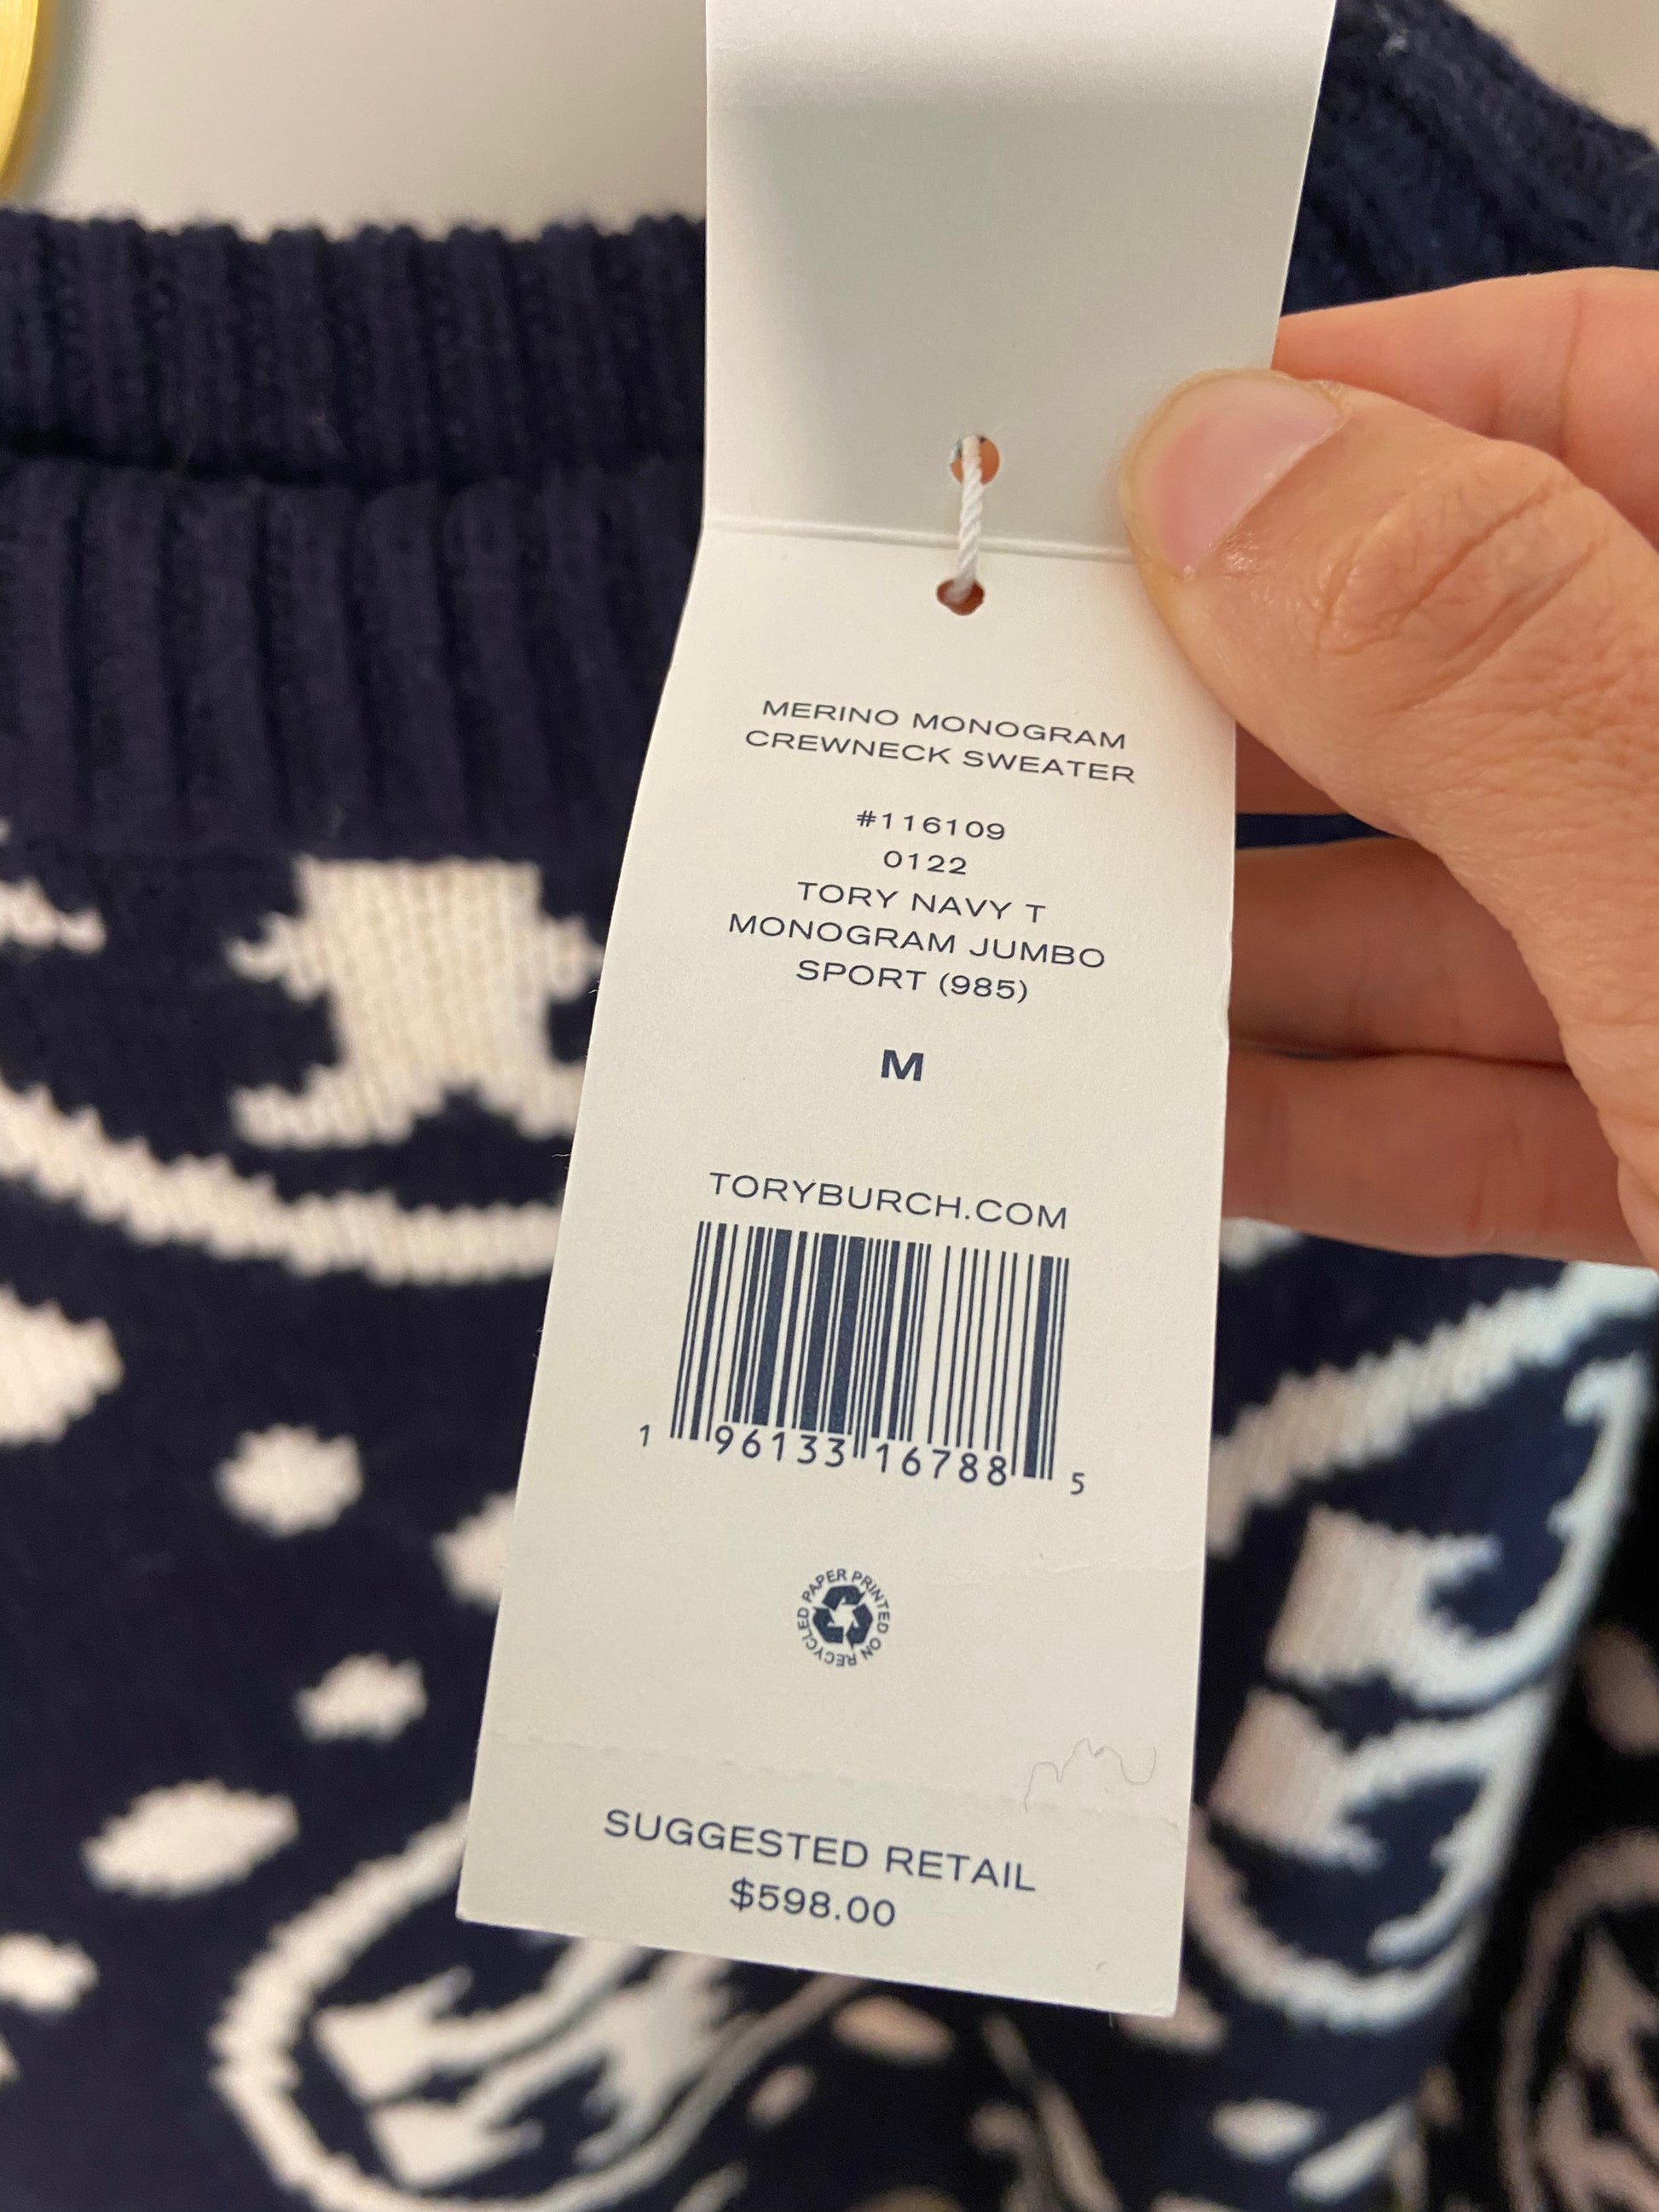 MERINO MONOGRAM
CREWNECK SWEATER
#116109
0122
TORY NAVY T
MONOGRAM JUMBO
SPORT (985)
M
TORYBURCH.COM
1 96133 16788 5
PRINTED ON RECYCLED PAPER
SUGGESTED RETAIL
$598.00